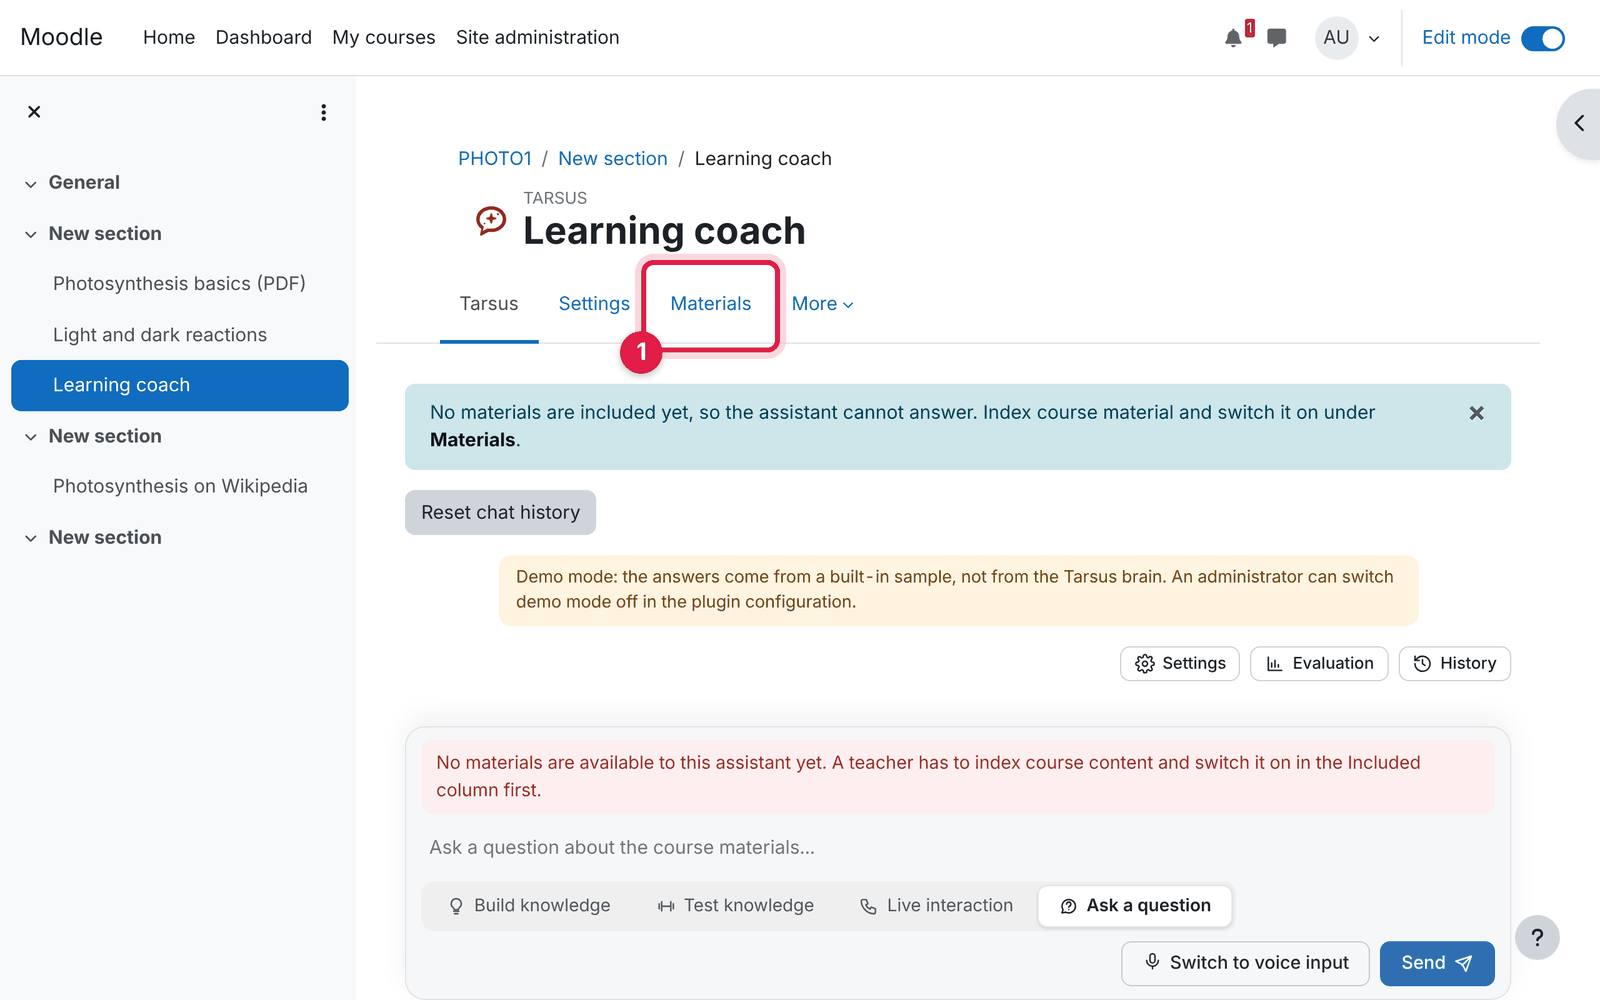 Moodle
Home
Dashboard
My courses
Site administration
1
AU
Edit mode
General
New section
Photosynthesis basics (PDF)
Light and dark reactions
Learning coach
New section
Photosynthesis on Wikipedia
New section
PHOTO1 / New section / Learning coach
TARSUS
Learning coach
Tarsus
Settings
Materials
More
1
No materials are included yet, so the assistant cannot answer. Index course material and switch it on under
Materials.
Reset chat history
Demo mode: the answers come from a built-in sample, not from the Tarsus brain. An administrator can switch
demo mode off in the plugin configuration.
Settings
Evaluation
History
No materials are available to this assistant yet. A teacher has to index course content and switch it on in the Included
column first.
Ask a question about the course materials...
Build knowledge
Test knowledge
Live interaction
Ask a question
?
Switch to voice input
Send